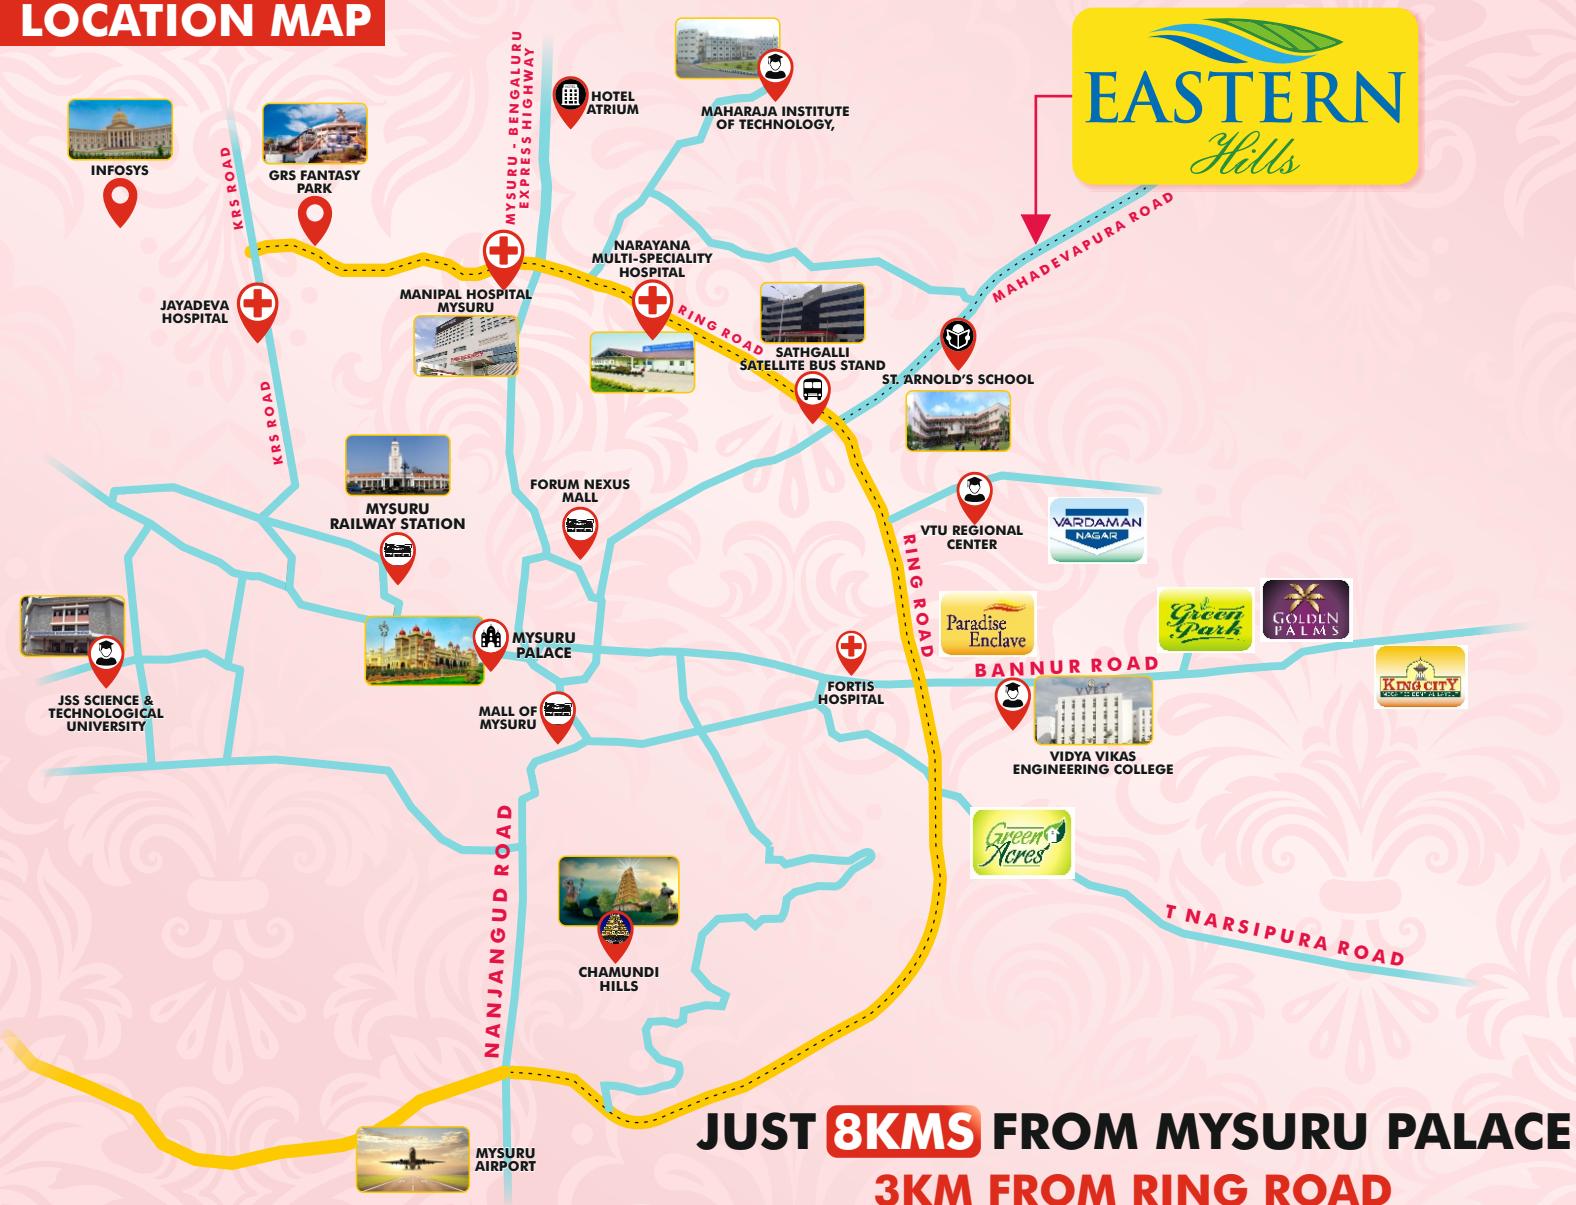 LOCATION MAP
EASTERN
Hills
MYSURU - BENGALURU
EXPRESS HIGHWAY
HOTEL
ATRIUM
MAHARAJA INSTITUTE
OF TECHNOLOGY,
INFOSYS
KRS ROAD
GRS FANTASY
PARK
MAHADEVAPURA ROAD
NARAYANA
MULTI-SPECIALITY
HOSPITAL
JAYADEVA
HOSPITAL
MANIPAL HOSPITAL
MYSURU
RING ROAD
SATHGALLI
SATELLITE BUS STAND
ST. ARNOLD'S SCHOOL
KRS ROAD
FORUM NEXUS
MALL
MYSURU
RAILWAY STATION
VTU REGIONAL
CENTER
VARDAMAN
NAGAR
RING ROAD
Paradise
Enclave
Green
Park
GOLDEN
PALMS
MYSURU
PALACE
BANNUR ROAD
KING CITY
FORTIS
HOSPITAL
VVET
JSS SCIENCE &
TECHNOLOGICAL
UNIVERSITY
MALL OF
MYSURU
VIDYA VIKAS
ENGINEERING COLLEGE
Green
Acres
NANJANGUD ROAD
T NARSIPURA ROAD
CHAMUNDI
HILLS
MYSURU
AIRPORT
JUST 8KMS FROM MYSURU PALACE
3KM FROM RING ROAD